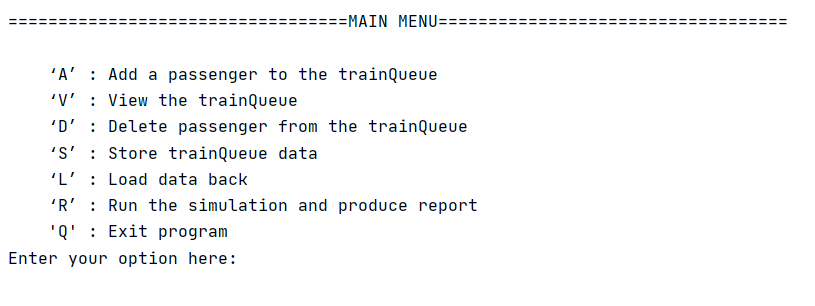 ==================================MAIN MENU===================================
‘A’ : Add a passenger to the trainQueue
‘V’ : View the trainQueue
‘D’ : Delete passenger from the trainQueue
‘S’ : Store trainQueue data
‘L’ : Load data back
‘R’ : Run the simulation and produce report
'Q' : Exit program
Enter your option here: